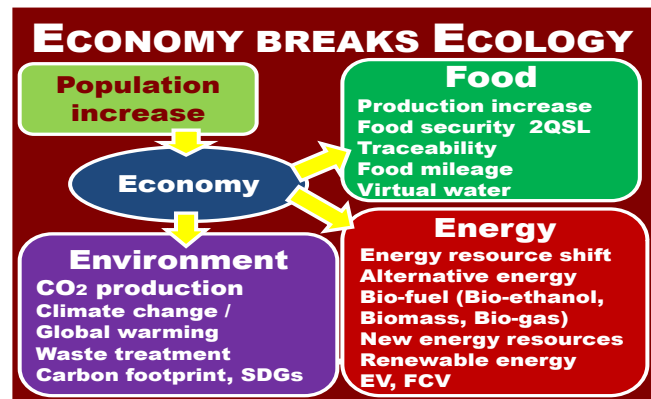 ECONOMY BREAKS ECOLOGY
Population
increase
Economy
Food
Production increase
Food security 2QSL
Traceability
Food mileage
Virtual water
Environment
CO2 production
Climate change /
Global warming
Waste treatment
Carbon footprint, SDGs
Energy
Energy resource shift
Alternative energy
Bio-fuel (Bio-ethanol,
Biomass, Bio-gas)
New energy resources
Renewable energy
EV, FCV